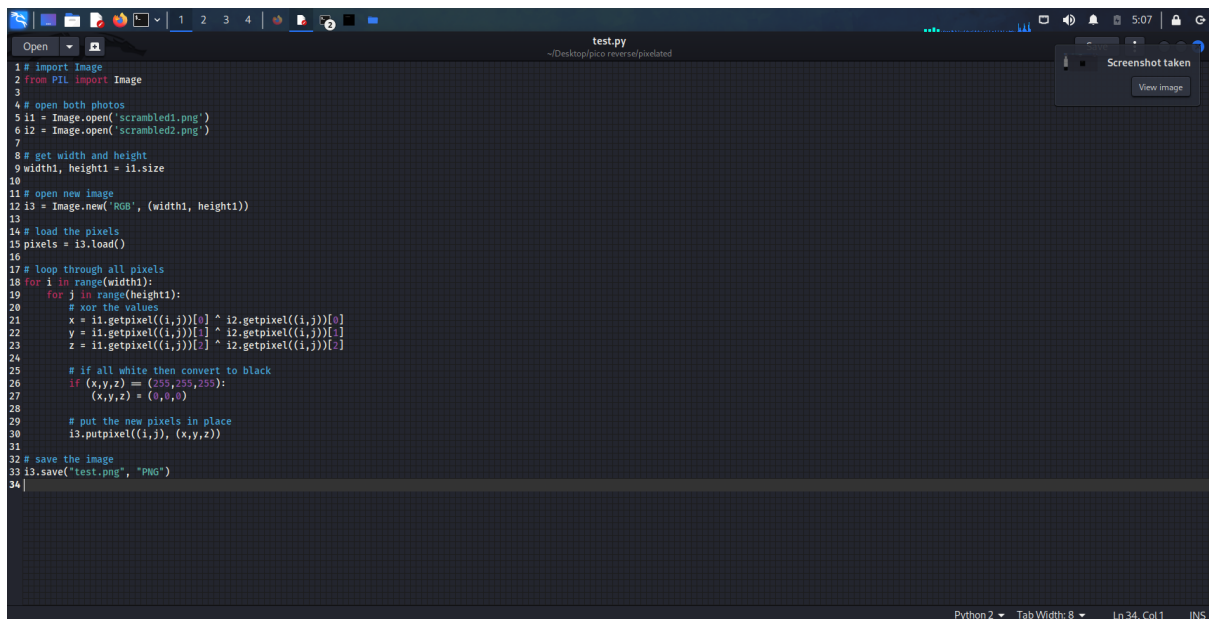 1 2 3 4 2 5:07
Open test.py
~/Desktop/pico reverse/pixelated
Screenshot taken
View image
1 # import Image
2 from PIL import Image
3
4 # open both photos
5 i1 = Image.open('scrambled1.png')
6 i2 = Image.open('scrambled2.png')
7
8 # get width and height
9 width1, height1 = i1.size
10
11 # open new image
12 i3 = Image.new('RGB', (width1, height1))
13
14 # load the pixels
15 pixels = i3.load()
16
17 # loop through all pixels
18 for i in range(width1):
19     for j in range(height1):
20         # xor the values
21         x = i1.getpixel((i,j))[0] ^ i2.getpixel((i,j))[0]
22         y = i1.getpixel((i,j))[1] ^ i2.getpixel((i,j))[1]
23         z = i1.getpixel((i,j))[2] ^ i2.getpixel((i,j))[2]
24
25         # if all white then convert to black
26         if (x,y,z) == (255,255,255):
27             (x,y,z) = (0,0,0)
28
29         # put the new pixels in place
30         i3.putpixel((i,j), (x,y,z))
31
32 # save the image
33 i3.save("test.png", "PNG")
34
Python 2 Tab Width: 8 Ln 34, Col 1 INS